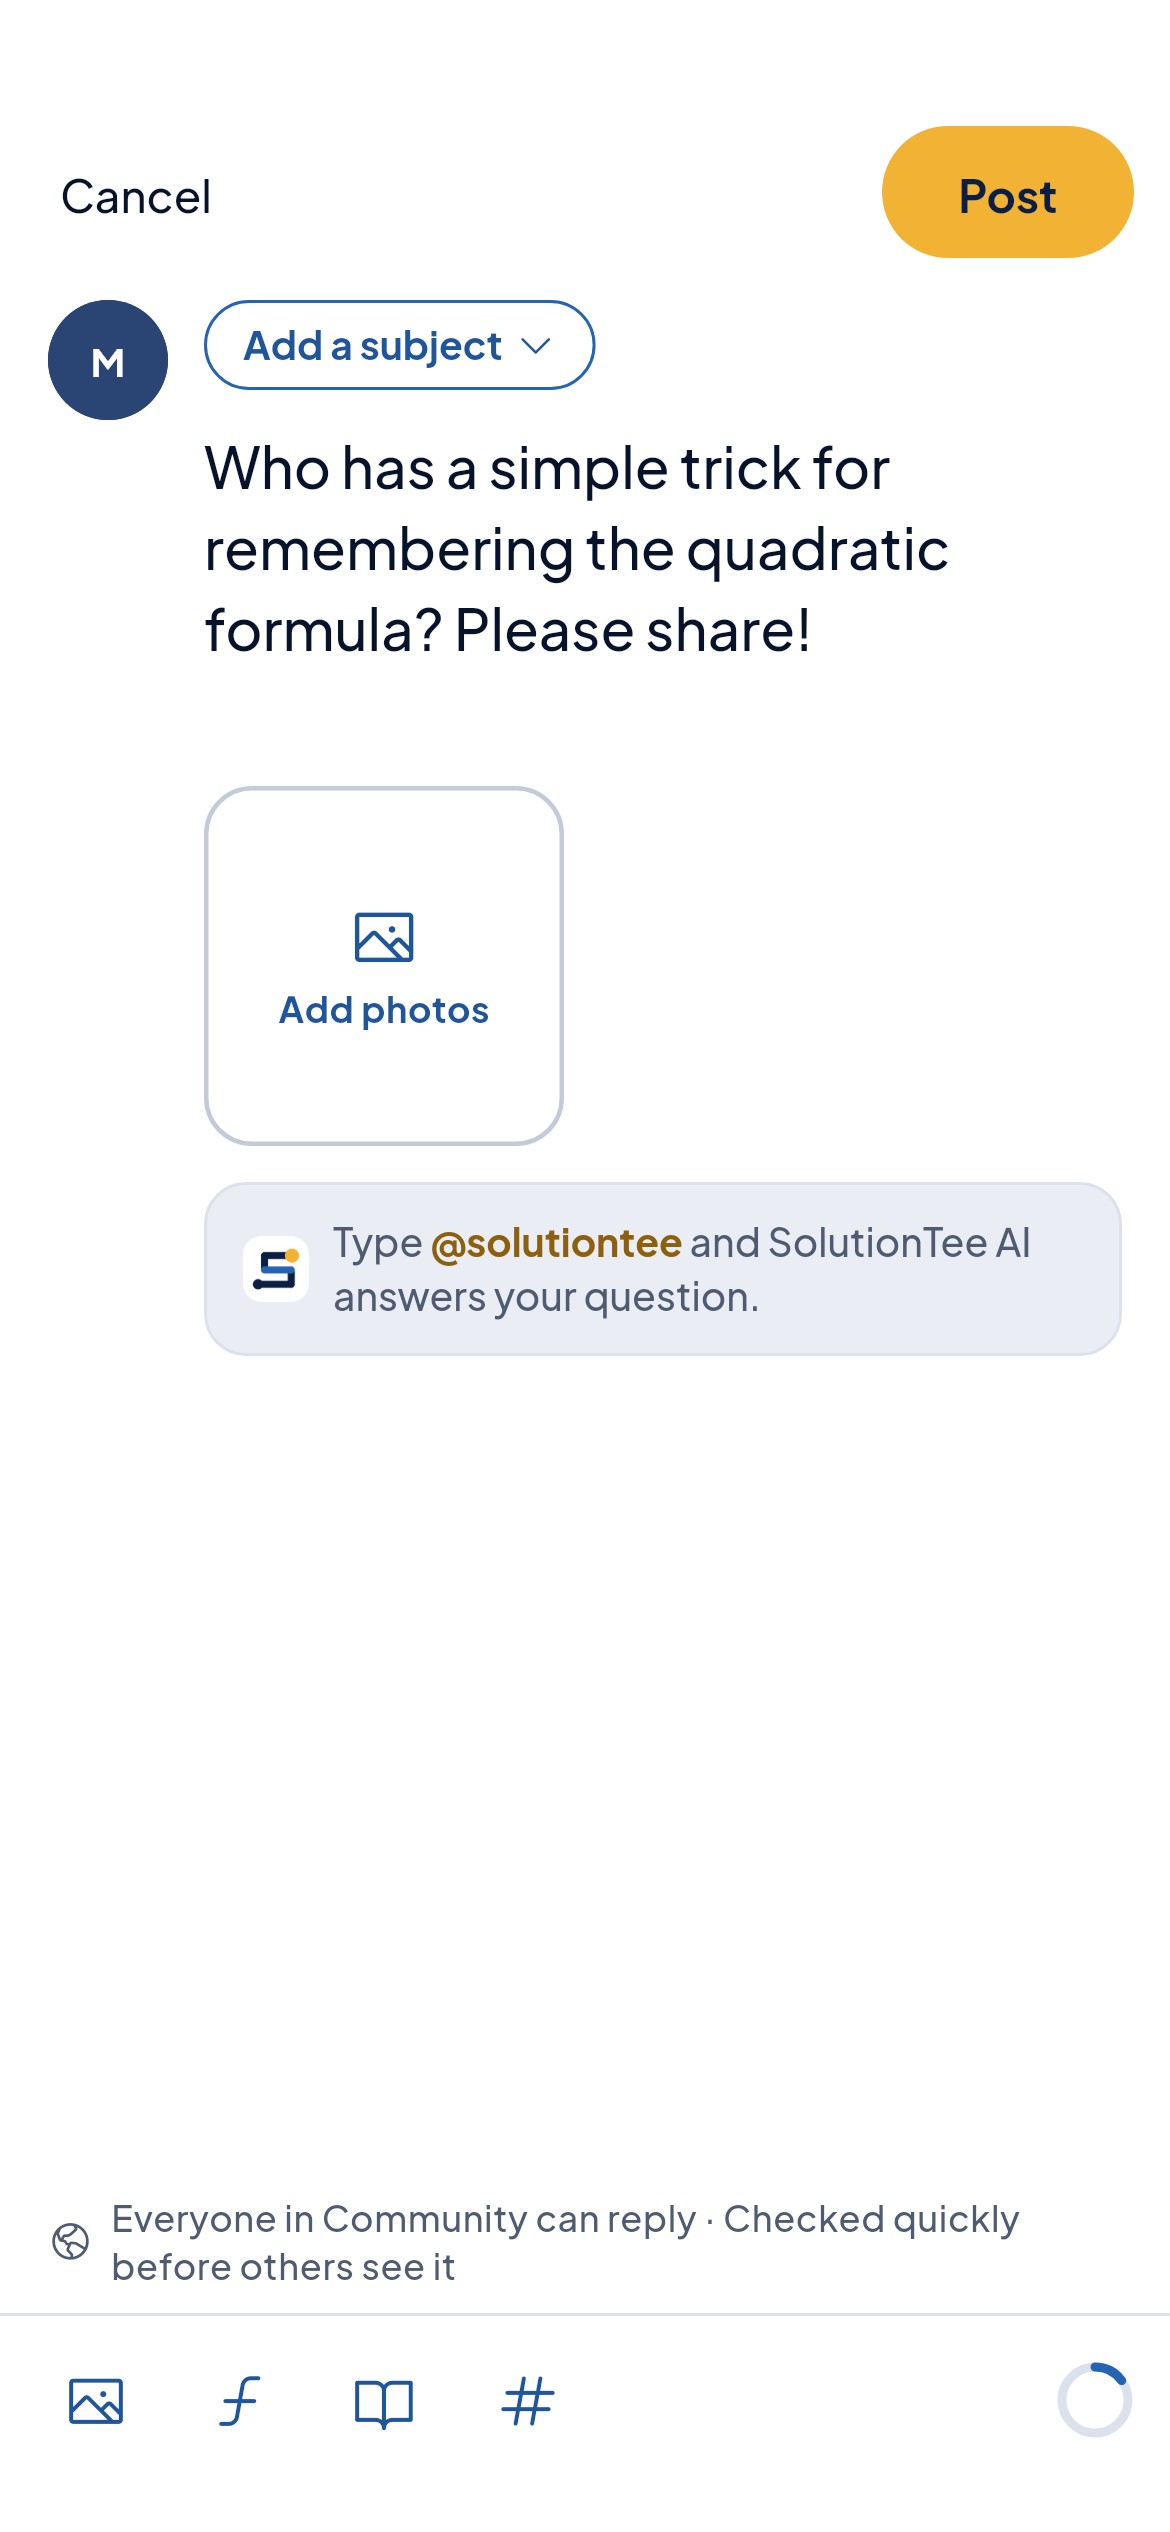 Cancel
Post
M
Add a subject
Who has a simple trick for
remembering the quadratic
formula? Please share!
Add photos
Type @solutiontee and SolutionTee AI
answers your question.
Everyone in Community can reply · Checked quickly
before others see it